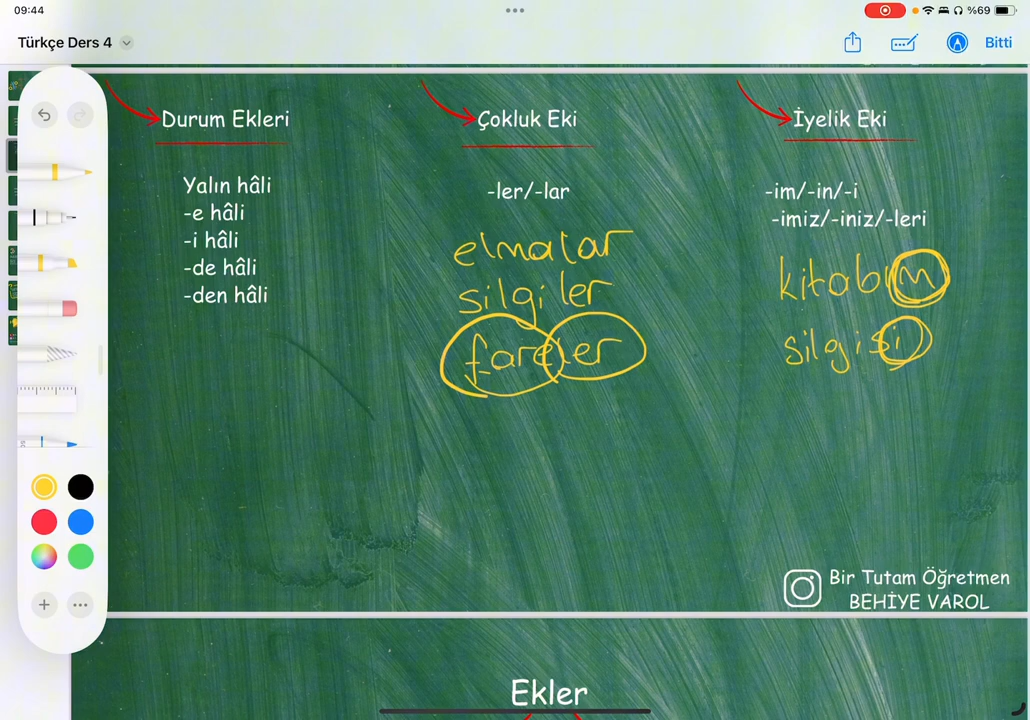 09:44
%69
Türkçe Ders 4
Bitti
Durum Ekleri
Yalın hâli
-e hâli
-i hâli
-de hâli
-den hâli
Çokluk Eki
-ler/-lar
elmalar
silgiler
fareler
İyelik Eki
-im/-in/-i
-imiz/-iniz/-leri
kitabım
silgisi
Bir Tutam Öğretmen
BEHİYE VAROL
Ekler